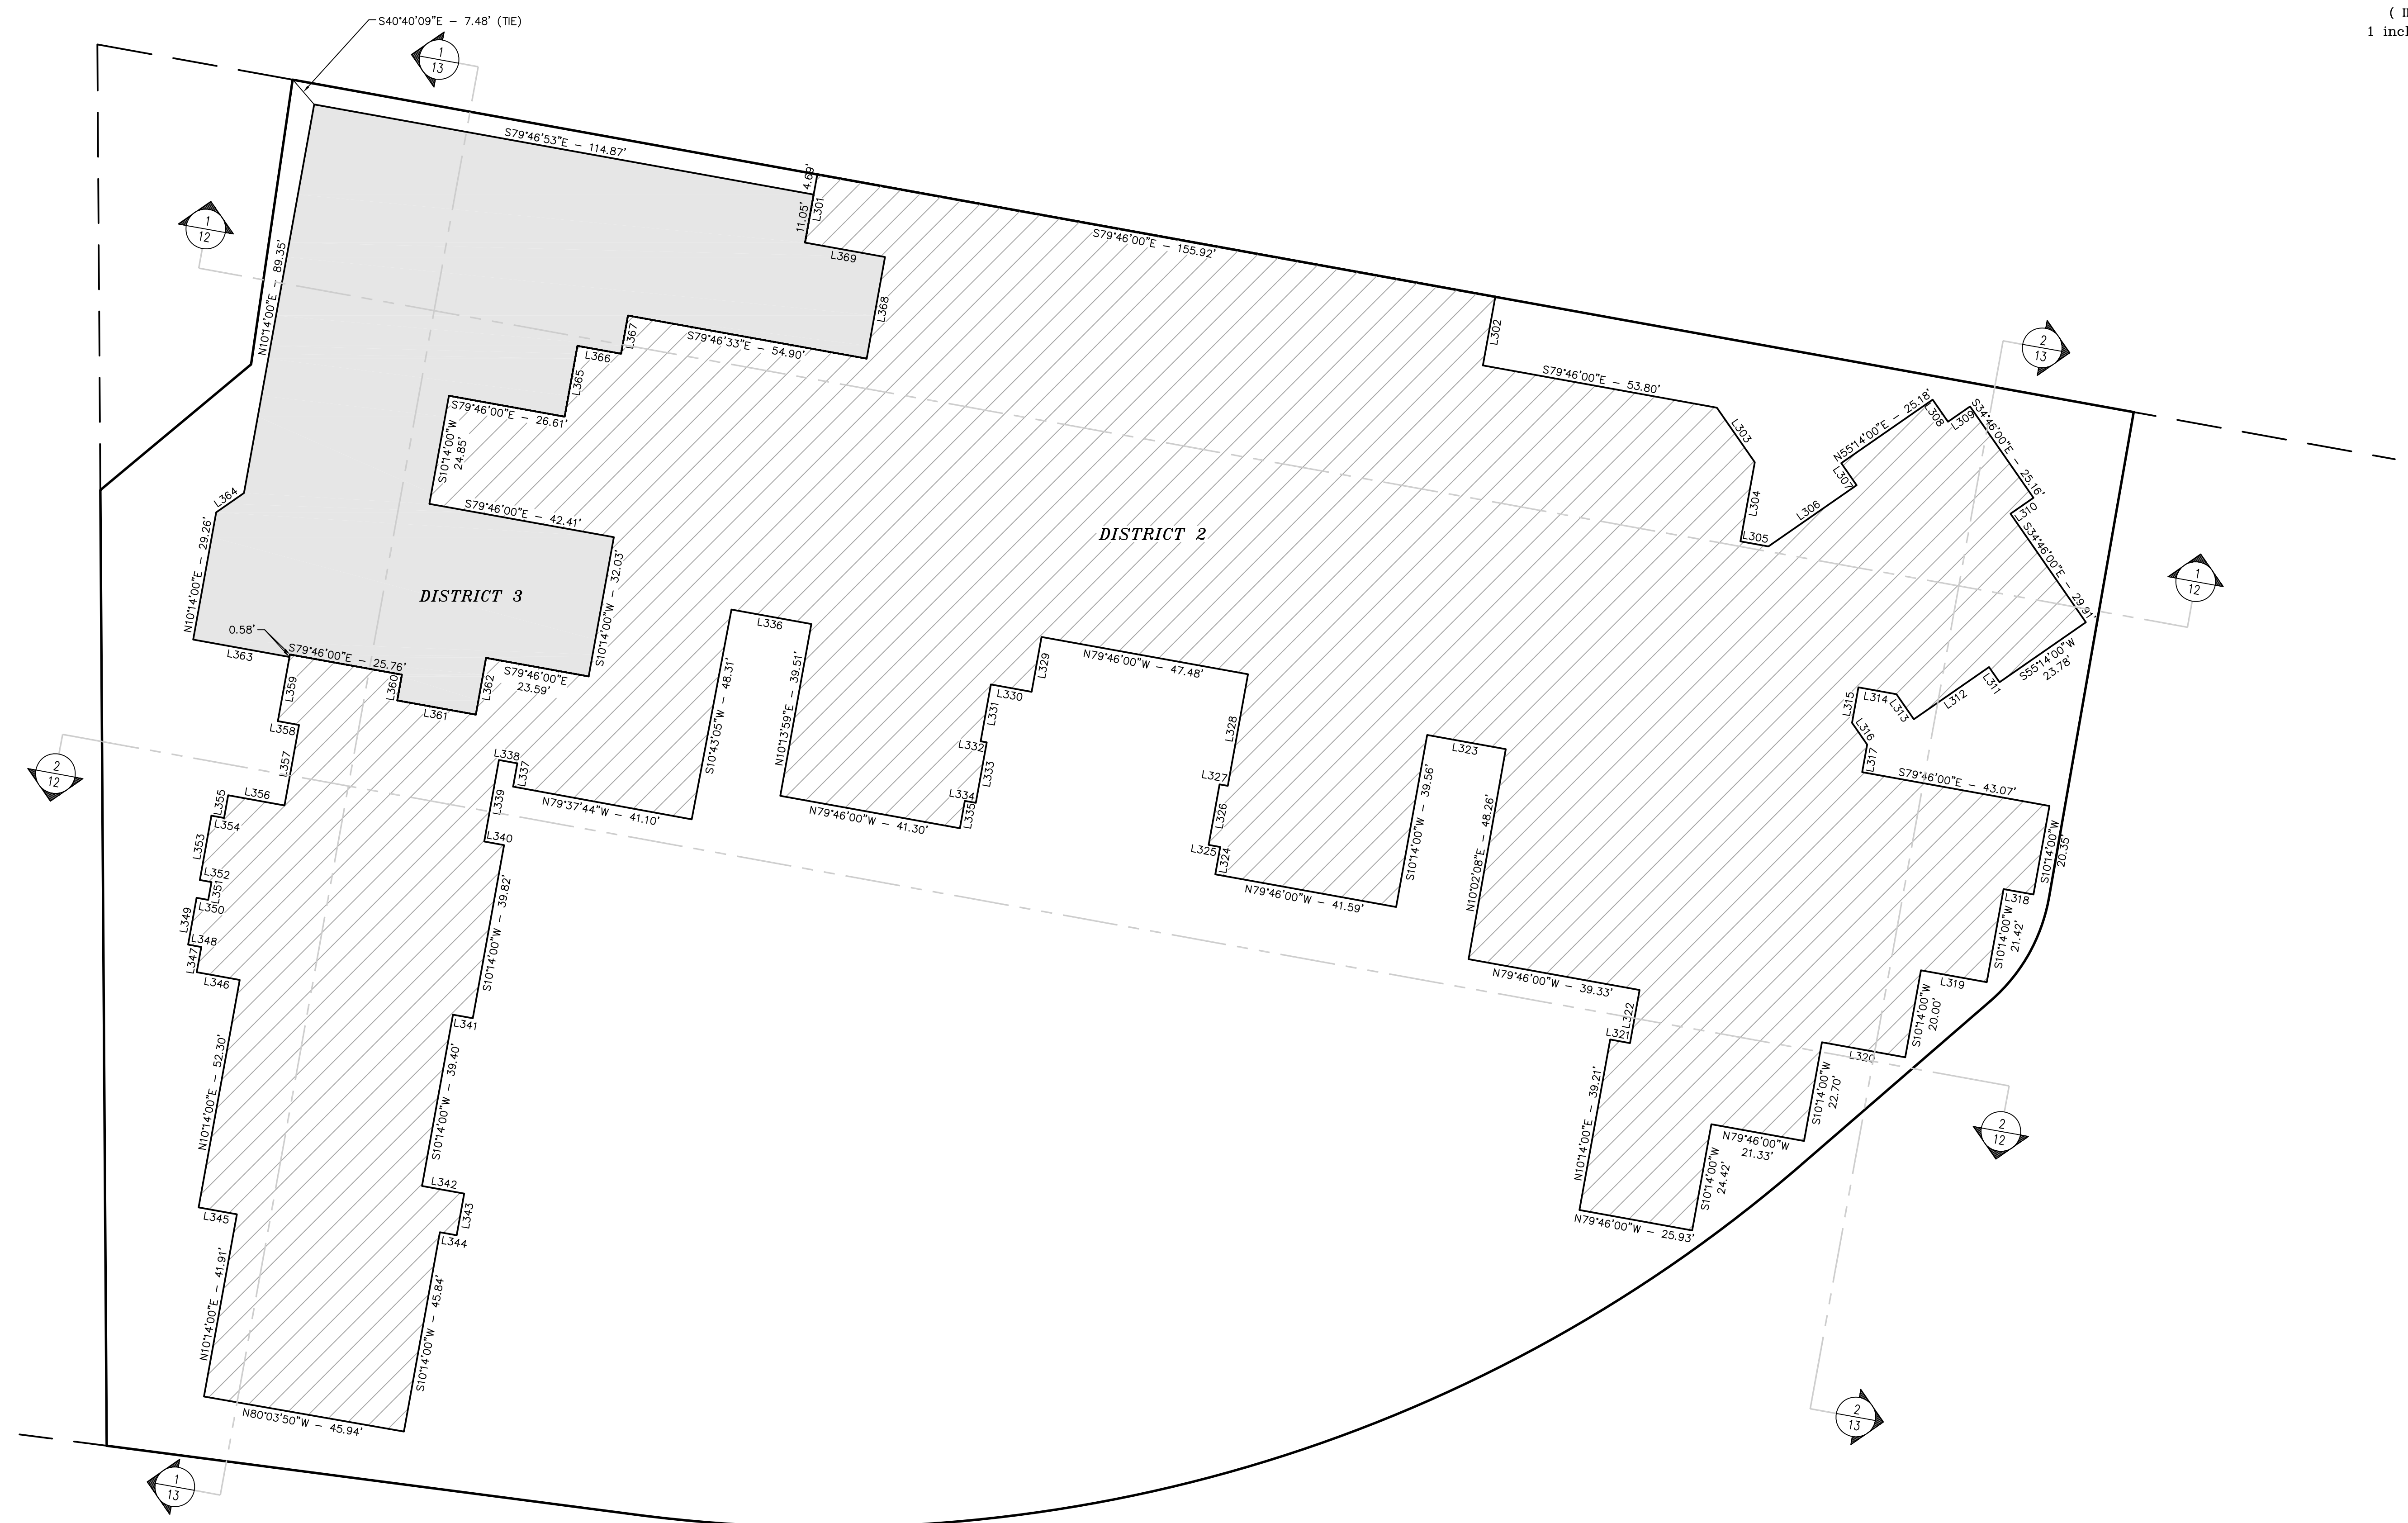 S40°40'09"E – 7.48' (TIE)
( I
1 incl
1
13
S79°46'53"E – 114.87'
4.69'
11.05'
L301
1
12
S79°46'00"E – 155.92'
L369
N10°14'00"E – 89.35'
L368
L367
S79°46'33"E – 54.90'
L366
L365
L302
2
13
S79°46'00"E – 53.80'
S79°46'00"E – 26.61'
S10°14'00"W
24.85'
L303
N55°14'00"E – 25.18'
L308
L309
S34°46'00"E – 25.16'
L307
L304
L306
L310
L364
S79°46'00"E – 42.41'
N10°14'00"E – 29.26'
DISTRICT 2
L305
S34°46'00"E – 29.91'
1
12
DISTRICT 3
S10°14'00"W – 32.03'
0.58'
L363
S79°46'00"E – 25.76'
S79°46'00"E
23.59'
L336
N79°46'00"W – 47.48'
S55°14'00"W
23.78'
L359
L360
L361
L362
S10°43'05"W – 48.31'
N10°13'59"E – 39.51'
L329
L330
L331
L311
L312
L313
L314
L315
L316
L317
L358
L357
L338
L337
L332
L333
L328
L323
2
12
L327
S79°46'00"E – 43.07'
L356
L355
L354
L339
N79°37'44"W – 41.10'
N79°46'00"W – 41.30'
L334
L335
L326
S10°14'00"W – 39.56'
N10°02'08"E – 48.26'
L353
L340
L325
L324
S10°14'00"W
20.35'
L352
L351
L350
N79°46'00"W – 41.59'
L318
L349
L348
L347
L346
S10°14'00"W – 39.82'
N79°46'00"W – 39.33'
S10°14'00"W
21.42'
L319
L341
L322
L321
S10°14'00"W
20.00'
L320
N10°14'00"E – 52.30'
S10°14'00"W – 39.40'
N10°14'00"E – 39.21'
S10°14'00"W
22.70'
N79°46'00"W
21.33'
2
12
L342
L343
L344
L345
S10°14'00"W
24.42'
N79°46'00"W – 25.93'
N10°14'00"E – 41.91'
S10°14'00"W – 45.84'
N80°03'50"W – 45.94'
2
13
1
13